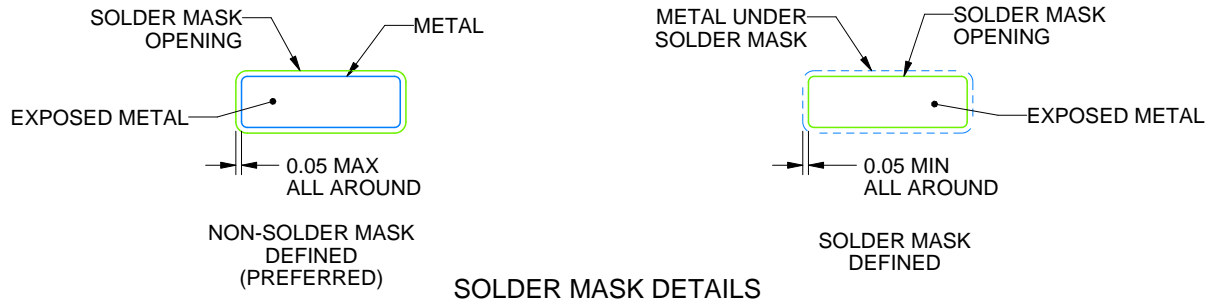 SOLDER MASK
OPENING
METAL
EXPOSED METAL
0.05 MAX
ALL AROUND
NON-SOLDER MASK
DEFINED
(PREFERRED)
METAL UNDER
SOLDER MASK
SOLDER MASK
OPENING
EXPOSED METAL
0.05 MIN
ALL AROUND
SOLDER MASK
DEFINED
SOLDER MASK DETAILS